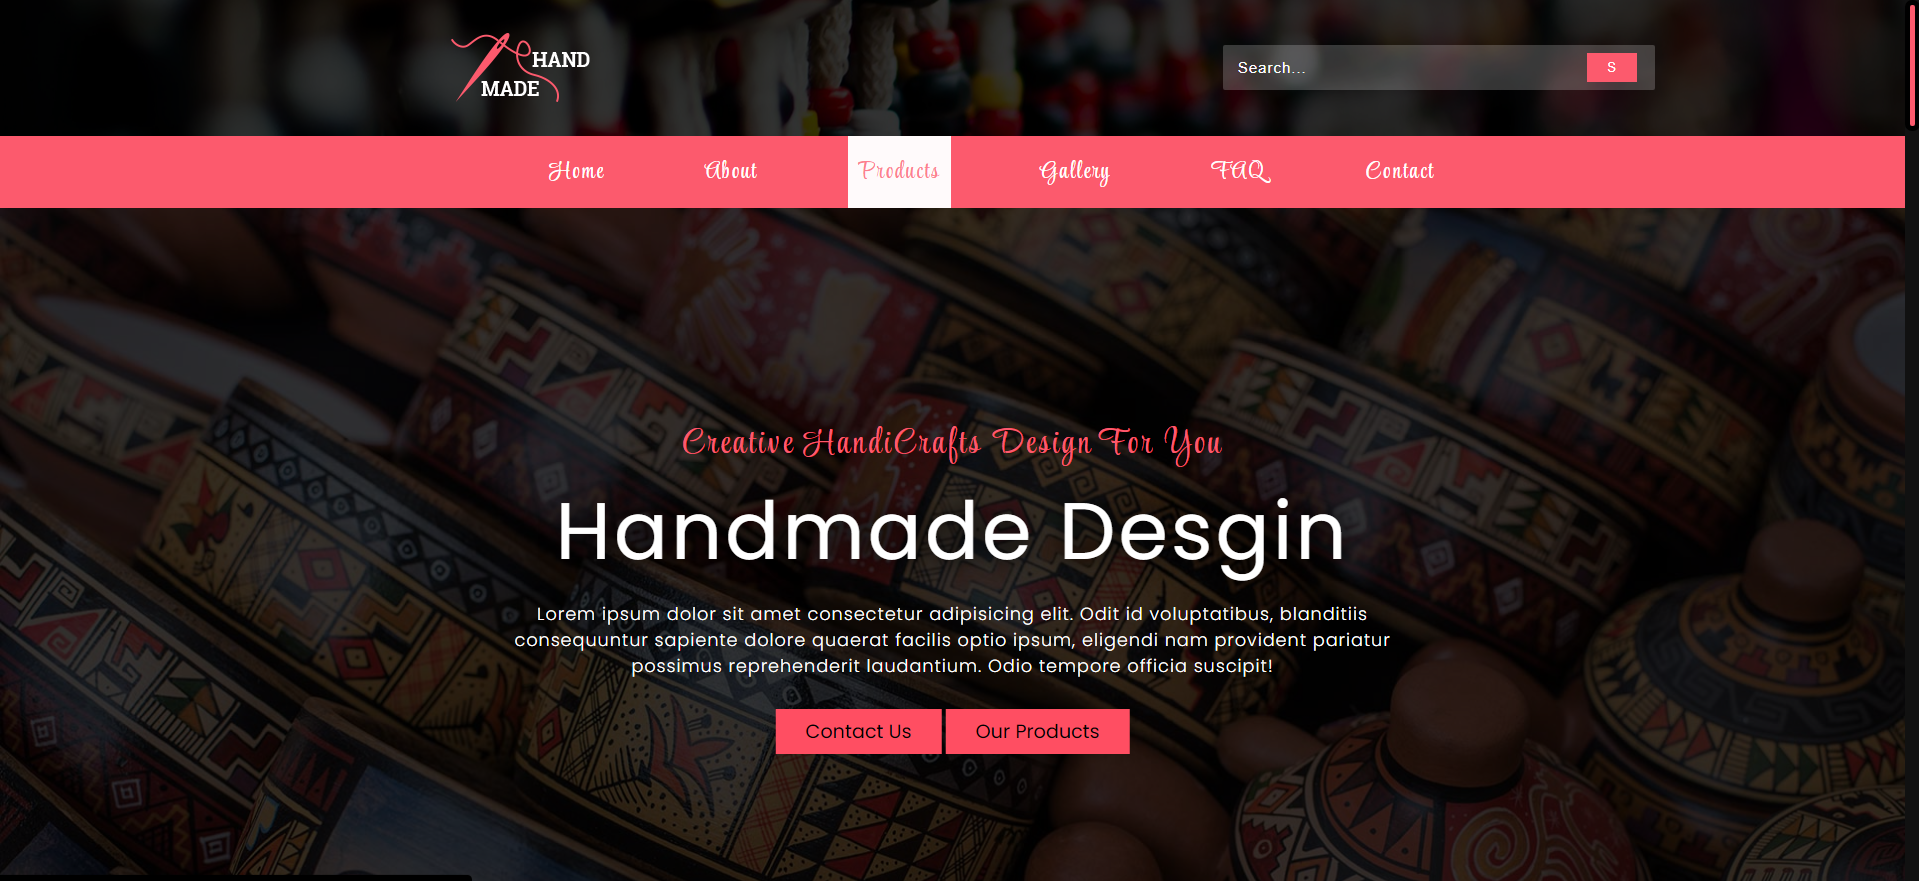 HAND
MADE
Search...
S
Home About Products Gallery FAQ Contact
Creative HandiCrafts Design For You
Handmade Desgin
Lorem ipsum dolor sit amet consectetur adipisicing elit. Odit id voluptatibus, blanditiis
consequuntur sapiente dolore quaerat facilis optio ipsum, eligendi nam provident pariatur
possimus reprehenderit laudantium. Odio tempore officia suscipit!
Contact Us Our Products